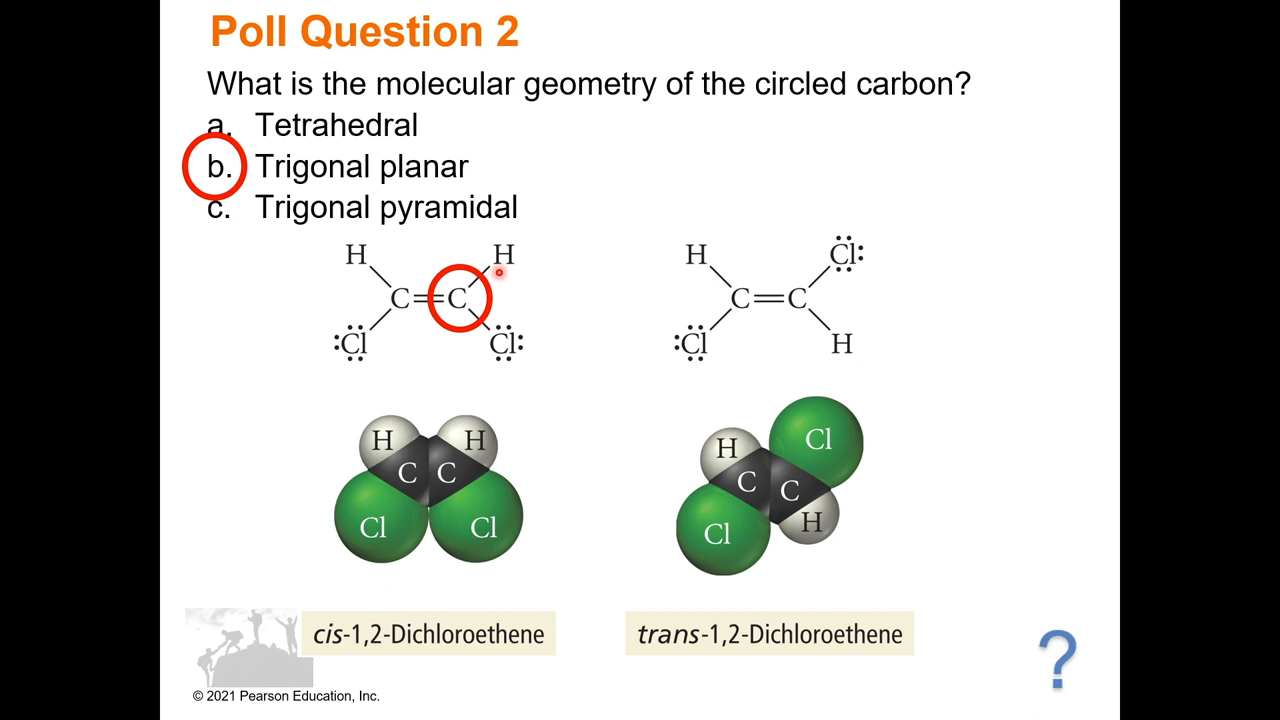 Poll Question 2
What is the molecular geometry of the circled carbon?
a. Tetrahedral
b. Trigonal planar
c. Trigonal pyramidal
H H
C=C
:Cl Cl:
H Cl:
C=C
:Cl H
H H
C C
Cl Cl
H Cl
C C
Cl H
cis-1,2-Dichloroethene
trans-1,2-Dichloroethene
?
© 2021 Pearson Education, Inc.